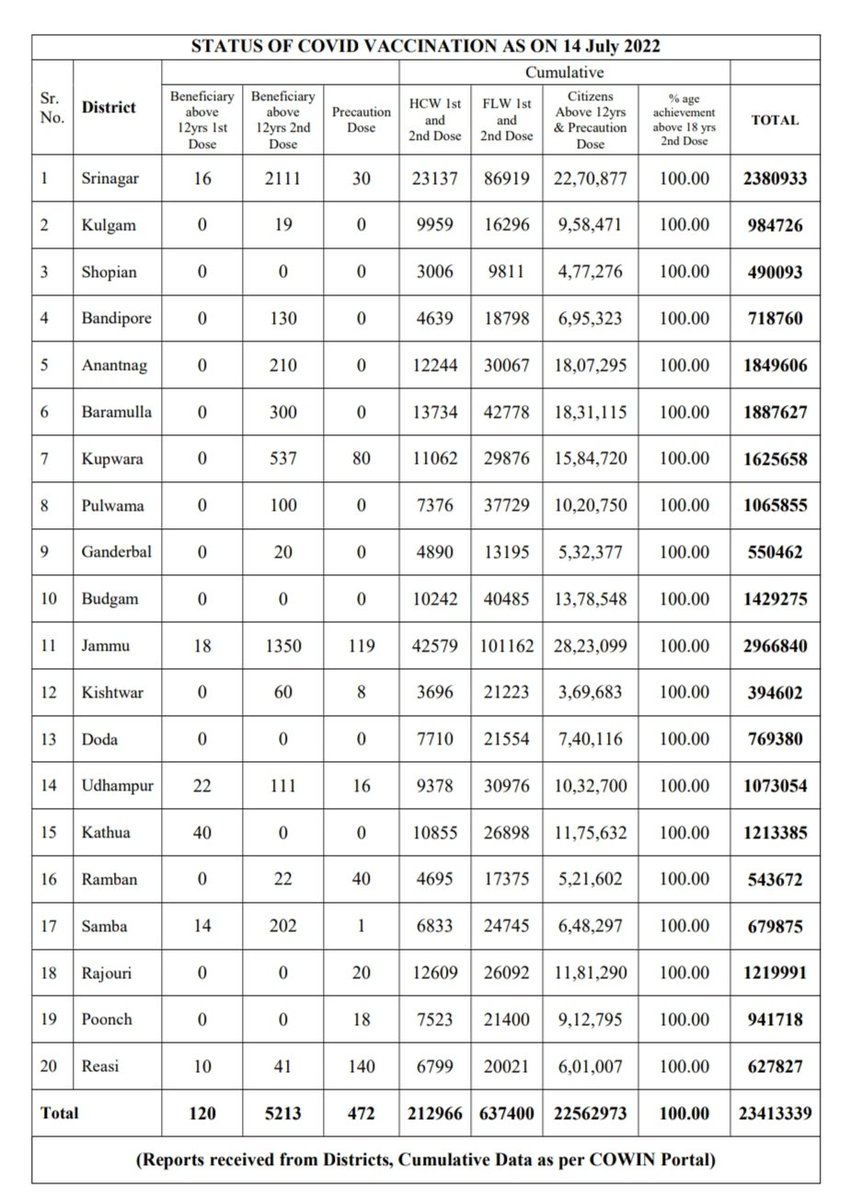 STATUS OF COVID VACCINATION AS ON 14 July 2022
Cumulative
Sr. No. District Beneficiary above 12yrs 1st Dose Beneficiary above 12yrs 2nd Dose Precaution Dose HCW 1st and 2nd Dose FLW 1st and 2nd Dose Citizens Above 12yrs & Precaution Dose % age achievement above 18 yrs 2nd Dose TOTAL
1 Srinagar 16 2111 30 23137 86919 22,70,877 100.00 2380933
2 Kulgam 0 19 0 9959 16296 9,58,471 100.00 984726
3 Shopian 0 0 0 3006 9811 4,77,276 100.00 490093
4 Bandipore 0 130 0 4639 18798 6,95,323 100.00 718760
5 Anantnag 0 210 0 12244 30067 18,07,295 100.00 1849606
6 Baramulla 0 300 0 13734 42778 18,31,115 100.00 1887627
7 Kupwara 0 537 80 11062 29876 15,84,720 100.00 1625658
8 Pulwama 0 100 0 7376 37729 10,20,750 100.00 1065855
9 Ganderbal 0 20 0 4890 13195 5,32,377 100.00 550462
10 Budgam 0 0 0 10242 40485 13,78,548 100.00 1429275
11 Jammu 18 1350 119 42579 101162 28,23,099 100.00 2966840
12 Kishtwar 0 60 8 3696 21223 3,69,683 100.00 394602
13 Doda 0 0 0 7710 21554 7,40,116 100.00 769380
14 Udhampur 22 111 16 9378 30976 10,32,700 100.00 1073054
15 Kathua 40 0 0 10855 26898 11,75,632 100.00 1213385
16 Ramban 0 22 40 4695 17375 5,21,602 100.00 543672
17 Samba 14 202 1 6833 24745 6,48,297 100.00 679875
18 Rajouri 0 0 20 12609 26092 11,81,290 100.00 1219991
19 Poonch 0 0 18 7523 21400 9,12,795 100.00 941718
20 Reasi 10 41 140 6799 20021 6,01,007 100.00 627827
Total 120 5213 472 212966 637400 22562973 100.00 23413339
(Reports received from Districts, Cumulative Data as per COWIN Portal)